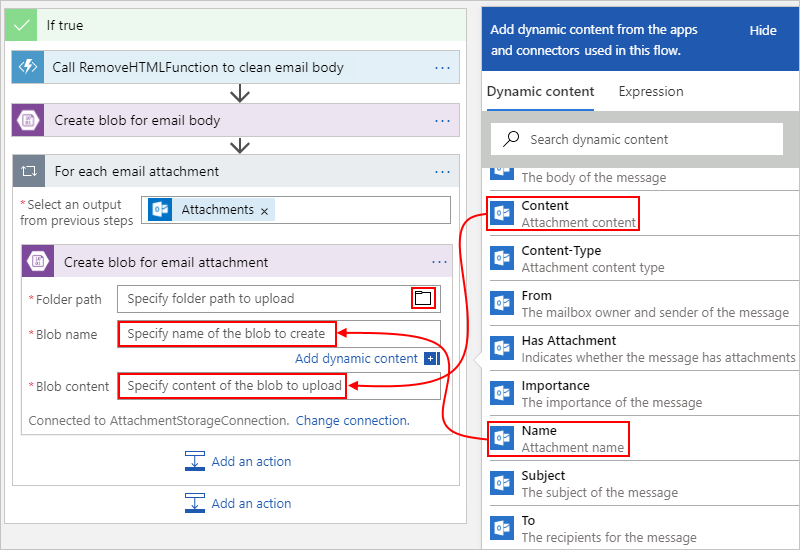 If true
Call RemoveHTMLFunction to clean email body
Create blob for email body
For each email attachment
*Select an output
from previous steps
Attachments ×
Create blob for email attachment
*Folder path
Specify folder path to upload
*Blob name
Specify name of the blob to create
Add dynamic content
*Blob content
Specify content of the blob to upload
Connected to AttachmentStorageConnection. Change connection.
Add an action
Add an action
Add dynamic content from the apps
and connectors used in this flow.
Hide
Dynamic content
Expression
Search dynamic content
The body of the message
Content
Attachment content
Content-Type
Attachment content type
From
The mailbox owner and sender of the message
Has Attachment
Indicates whether the message has attachments
Importance
The importance of the message
Name
Attachment name
Subject
The subject of the message
To
The recipients for the message